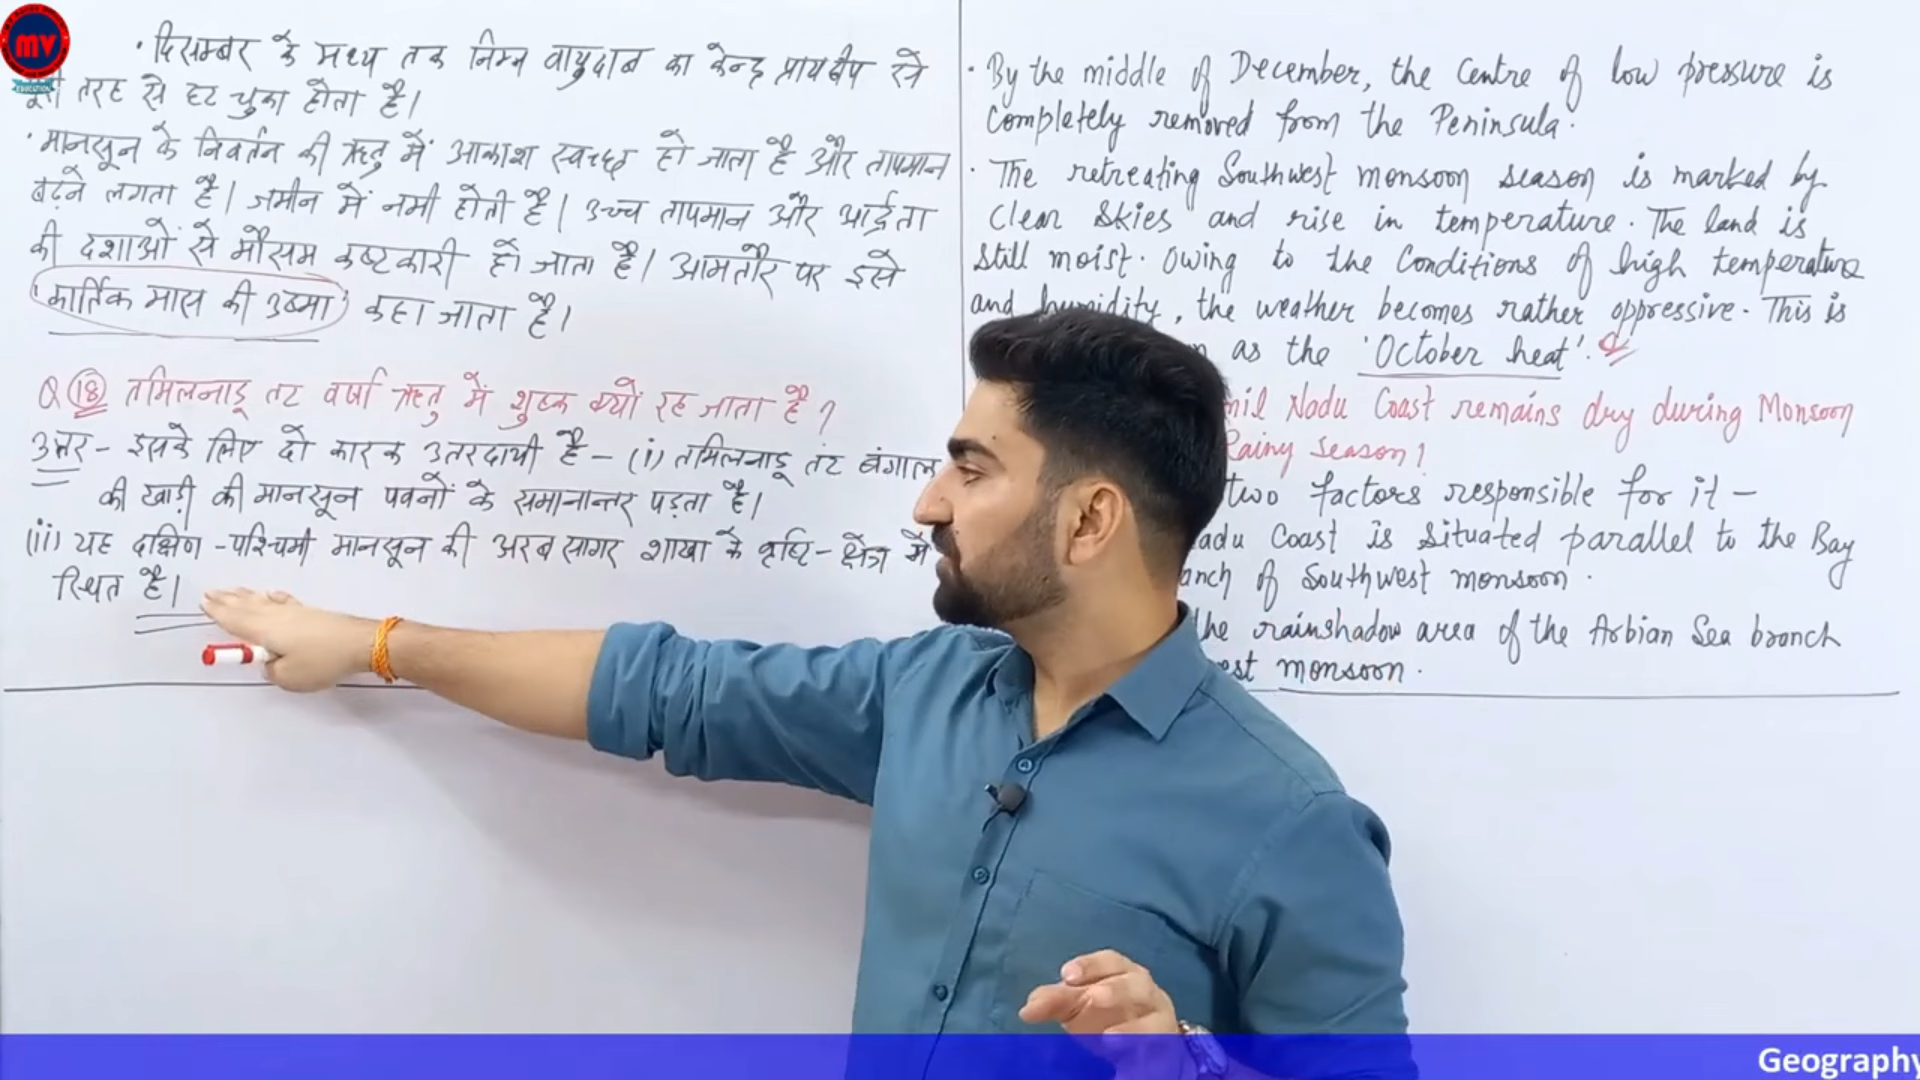 mv
EDUCATION
· दिसम्बर के मध्य तक निम्न वायुदाब का केन्द्र प्रायद्वीप से
तरह से हट चुका होता है।
· मानसून के निवर्तन की ऋतु में आकाश स्वच्छ हो जाता है और तापमान
बढ़ने लगता है। जमीन में नमी होती है। उच्च तापमान और आर्द्रता
की दशाओं से मौसम कष्टकारी हो जाता है। आमतौर पर इसे
'कार्तिक मास की उष्मा' कहा जाता है।
Q 18 तमिलनाडू तट वर्षा ऋतु में शुष्क क्यों रह जाता है?
उत्तर - इसके लिए दो कारक उतरदायी है - (i) तमिलनाडू तट बंगाल
की खाड़ी की मानसून पवनों के समानान्तर पड़ता है।
(ii) यह दक्षिण - पश्चिमी मानसून की अरब सागर शाखा के वृष्टि - क्षेत्र में
स्थित है।
· By the middle of December, the Centre of low pressure is
Completely removed from the Peninsula.
· The retreating Southwest monsoon season is marked by
Clear Skies and rise in temperature. The land is
still moist. Owing to the Conditions of high temperature
and humidity, the weather becomes rather oppressive. This is
as the 'October heat'.
Nadu Coast remains dry during Monsoon
Rainy season?
two factors responsible for it -
Coast is situated parallel to the Bay
of Southwest monsoon.
the rainshadow area of the Arbian Sea branch
monsoon.
Geography